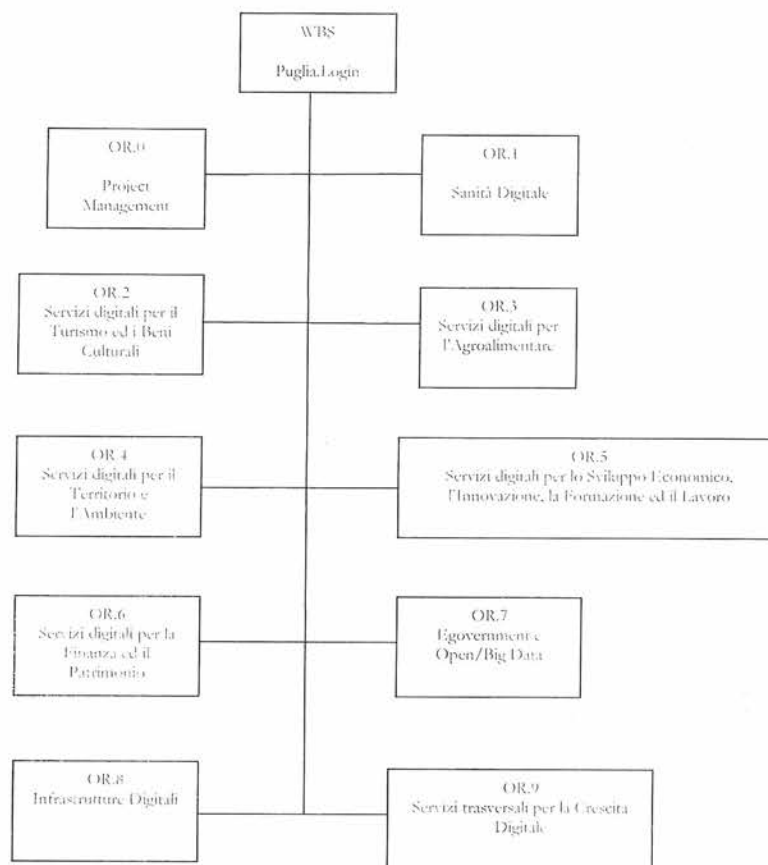 WBS
Puglia.Login
OR.0
Project
Management
OR.1
Sanità Digitale
OR.2
Servizi digitali per il
Turismo ed i Beni
Culturali
OR.3
Servizi digitali per
l'Agroalimentare
OR.4
Servizi digitali per il
Territorio e
l'Ambiente
OR.5
Servizi digitali per lo Sviluppo Economico,
l'Innovazione, la Formazione ed il Lavoro
OR.6
Servizi digitali per la
Finanza ed il
Patrimonio
OR.7
Egovernment e
Open/Big Data
OR.8
Infrastrutture Digitali
OR.9
Servizi trasversali per la Crescita
Digitale